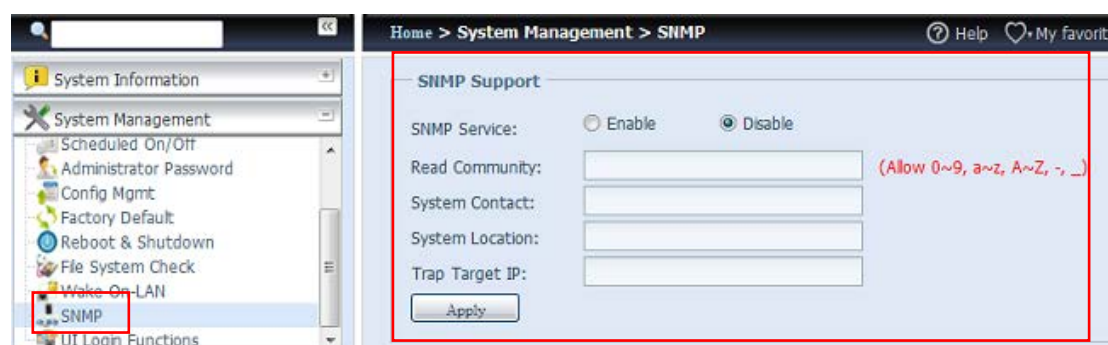 Home > System Management > SNMP
Help
My favorit
System Information
System Management
Scheduled On/Off
Administrator Password
Config Mgmt
Factory Default
Reboot & Shutdown
File System Check
Wake-On-LAN
SNMP
UI Login Functions
SNMP Support
SNMP Service: Enable Disable
Read Community: (Allow 0~9, a~z, A~Z, -, _)
System Contact:
System Location:
Trap Target IP:
Apply